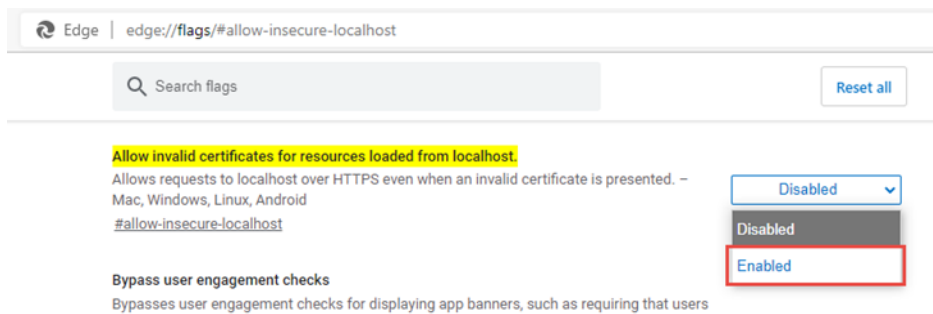 Edge | edge://flags/#allow-insecure-localhost
Search flags
Reset all
Allow invalid certificates for resources loaded from localhost.
Allows requests to localhost over HTTPS even when an invalid certificate is presented. –
Mac, Windows, Linux, Android
#allow-insecure-localhost
Disabled
Disabled
Enabled
Bypass user engagement checks
Bypasses user engagement checks for displaying app banners, such as requiring that users